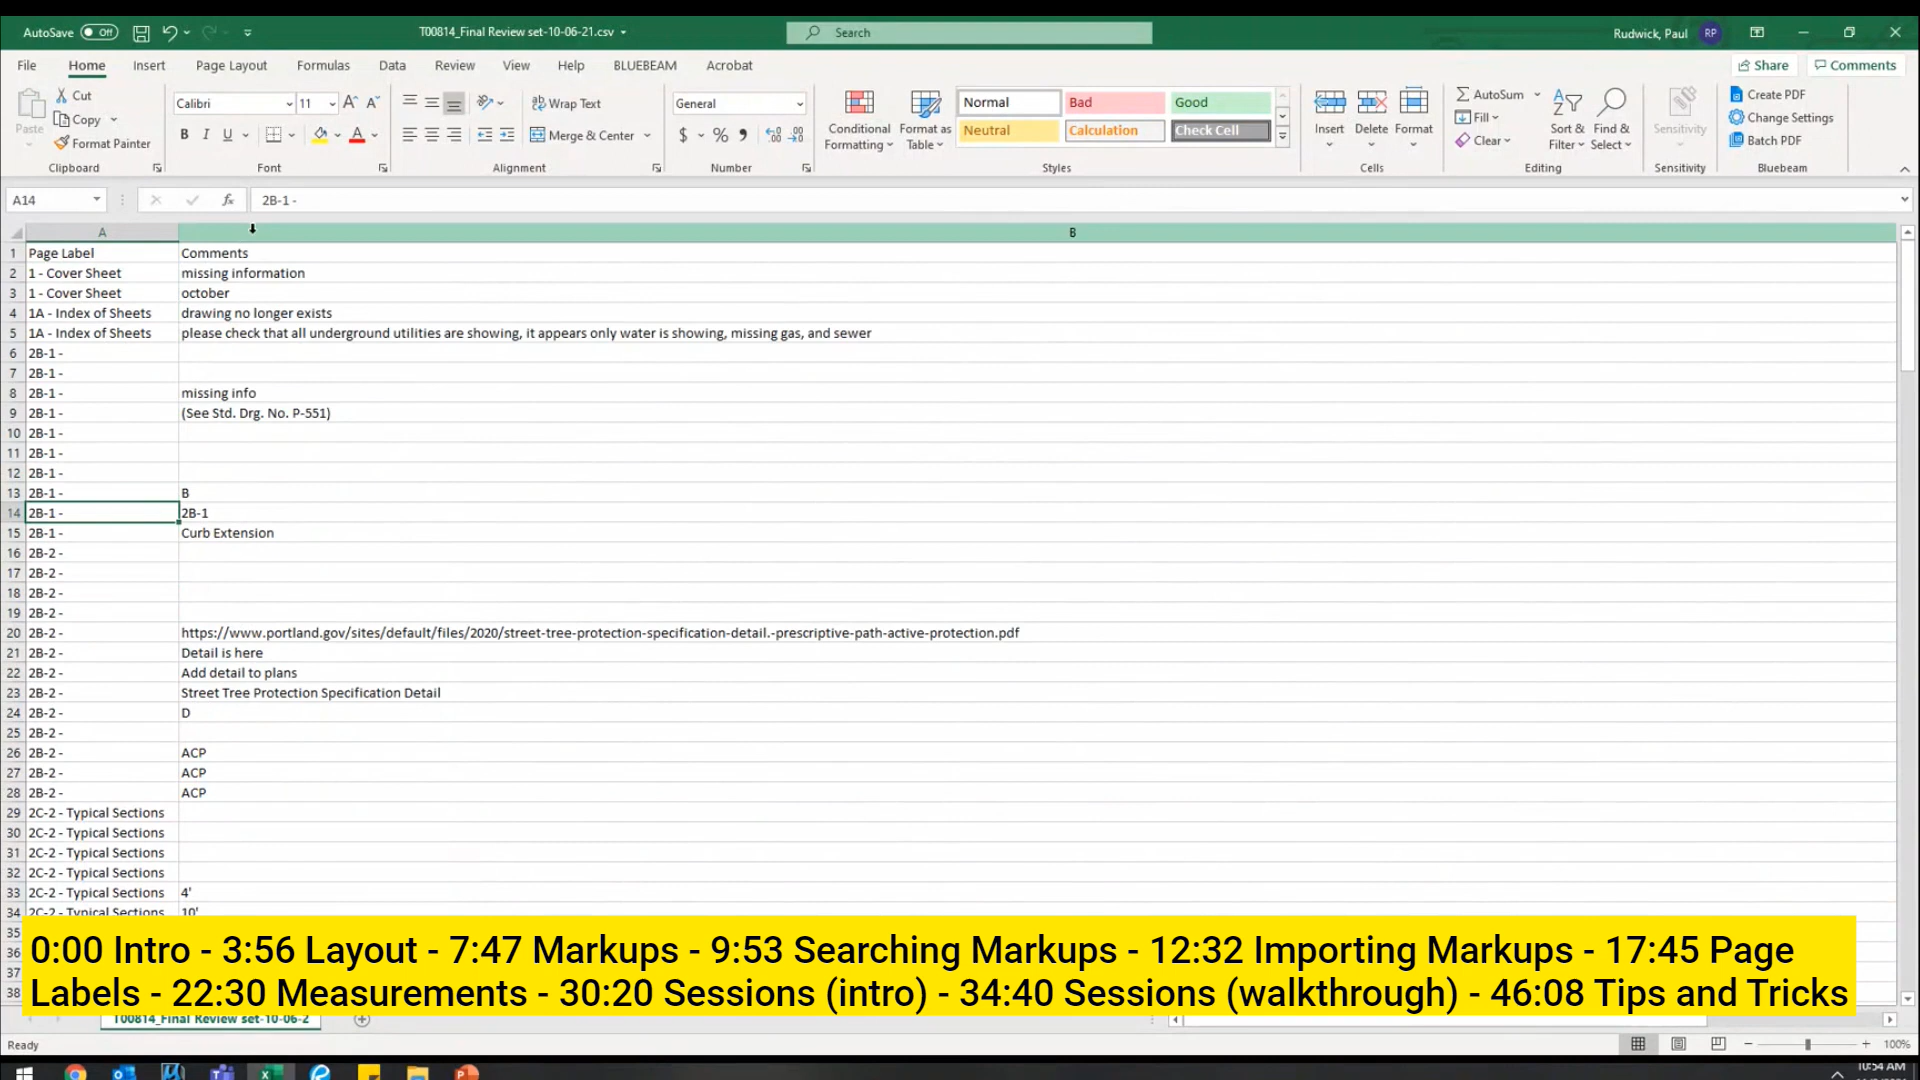 AutoSave Off T00814_Final Review set-10-06-21.csv Search Rudwick, Paul RP
File Home Insert Page Layout Formulas Data Review View Help BLUEBEAM Acrobat Share Comments
Cut
Copy
Format Painter
Paste
Clipboard
Calibri 11
B I U
Font
Wrap Text
Merge & Center
Alignment
General
$ % ,
Number
Conditional Formatting
Format as Table
Normal Bad Good
Neutral Calculation Check Cell
Styles
Insert Delete Format
Cells
AutoSum
Fill
Clear
Sort & Filter
Find & Select
Editing
Sensitivity
Sensitivity
Create PDF
Change Settings
Batch PDF
Bluebeam
A14 fx 2B-1 -
A B
1 Page Label Comments
2 1 - Cover Sheet missing information
3 1 - Cover Sheet october
4 1A - Index of Sheets drawing no longer exists
5 1A - Index of Sheets please check that all underground utilities are showing, it appears only water is showing, missing gas, and sewer
6 2B-1 -
7 2B-1 -
8 2B-1 - missing info
9 2B-1 - (See Std. Drg. No. P-551)
10 2B-1 -
11 2B-1 -
12 2B-1 -
13 2B-1 - B
14 2B-1 - 2B-1
15 2B-1 - Curb Extension
16 2B-2 -
17 2B-2 -
18 2B-2 -
19 2B-2 -
20 2B-2 - https://www.portland.gov/sites/default/files/2020/street-tree-protection-specification-detail.-prescriptive-path-active-protection.pdf
21 2B-2 - Detail is here
22 2B-2 - Add detail to plans
23 2B-2 - Street Tree Protection Specification Detail
24 2B-2 - D
25 2B-2 -
26 2B-2 - ACP
27 2B-2 - ACP
28 2B-2 - ACP
29 2C-2 - Typical Sections
30 2C-2 - Typical Sections
31 2C-2 - Typical Sections
32 2C-2 - Typical Sections
33 2C-2 - Typical Sections 4'
34 2C-2 - Typical Sections 10'
35
36
37
38
0:00 Intro - 3:56 Layout - 7:47 Markups - 9:53 Searching Markups - 12:32 Importing Markups - 17:45 Page
Labels - 22:30 Measurements - 30:20 Sessions (intro) - 34:40 Sessions (walkthrough) - 46:08 Tips and Tricks
T00814_Final Review set-10-06-2
Ready 100%
10:54 AM